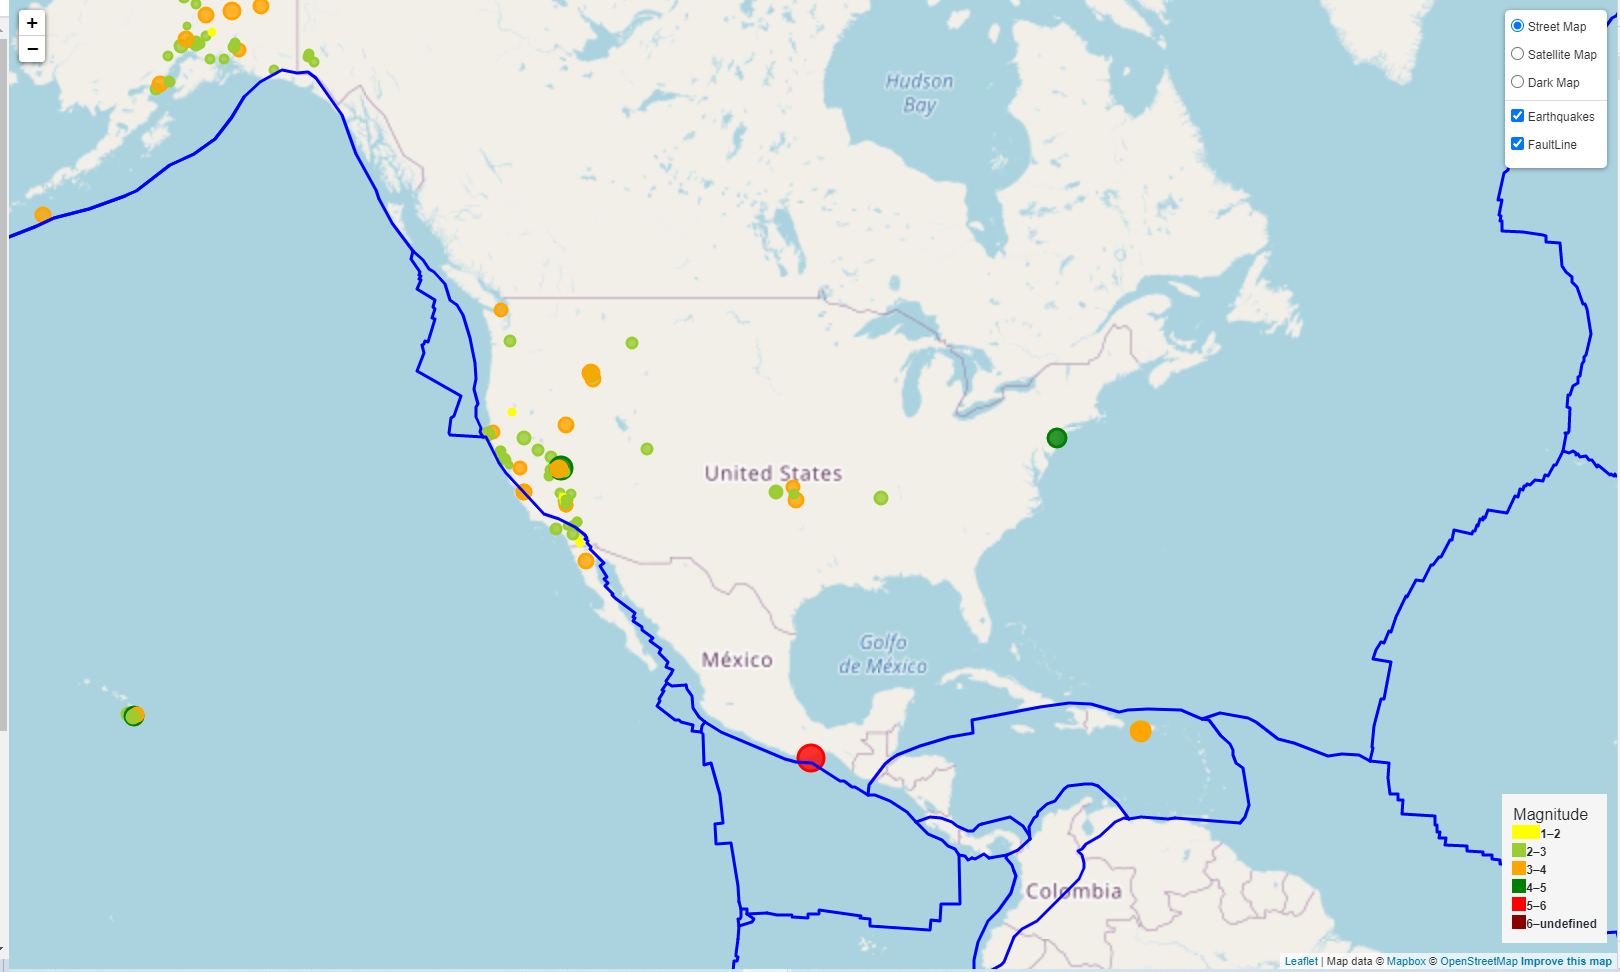 +
−
Street Map
Satellite Map
Dark Map
Earthquakes
FaultLine
Hudson
Bay
United States
México
Golfo
de México
Colombia
Magnitude
1–2
2–3
3–4
4–5
5–6
6–undefined
Leaflet | Map data © Mapbox © OpenStreetMap Improve this map